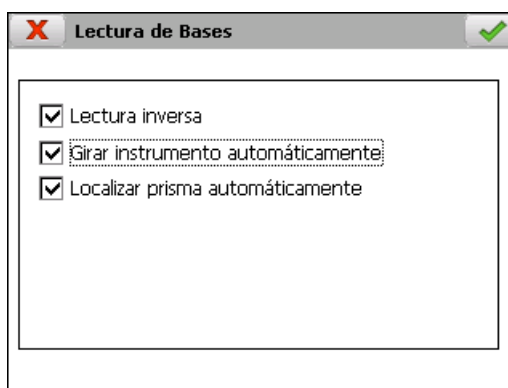 Lectura de Bases
Lectura inversa
Girar instrumento automáticamente
Localizar prisma automáticamente